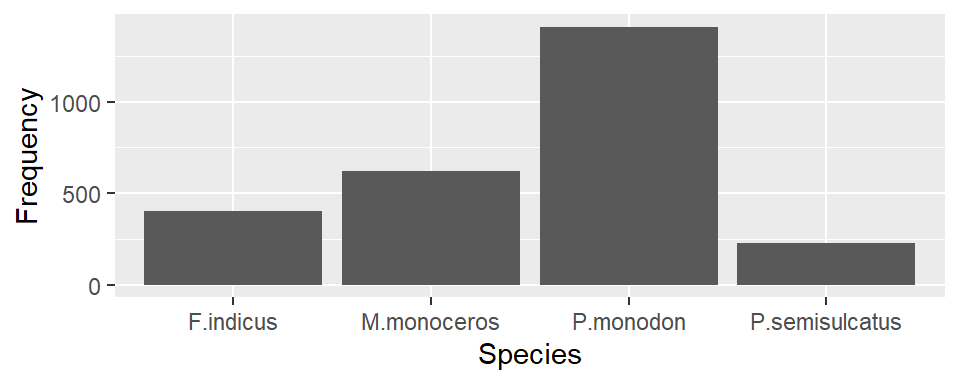 Frequency
1000
500
0
F.indicus M.monoceros P.monodon P.semisulcatus
Species